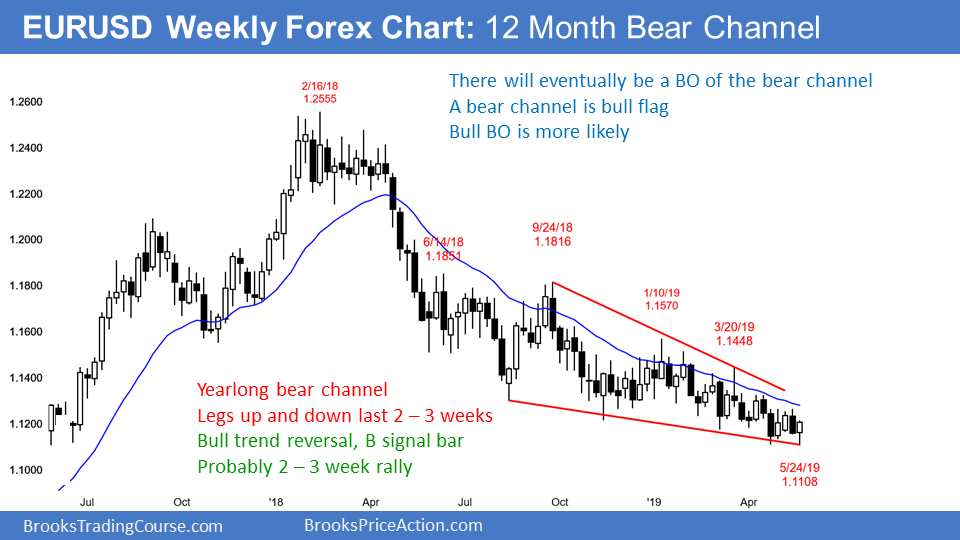 EURUSD Weekly Forex Chart: 12 Month Bear Channel
There will eventually be a BO of the bear channel
A bear channel is bull flag
Bull BO is more likely
2/16/18
1.2555
1.2600
1.2400
1.2200
1.2000
1.1800
1.1600
1.1400
1.1200
1.1000
6/14/18
1.1851
9/24/18
1.1816
1/10/19
1.1570
3/20/19
1.1448
Yearlong bear channel
Legs up and down last 2 – 3 weeks
Bull trend reversal, B signal bar
Probably 2 – 3 week rally
5/24/19
1.1108
Jul Oct '18 Apr Jul Oct '19 Apr
BrooksTradingCourse.com BrooksPriceAction.com